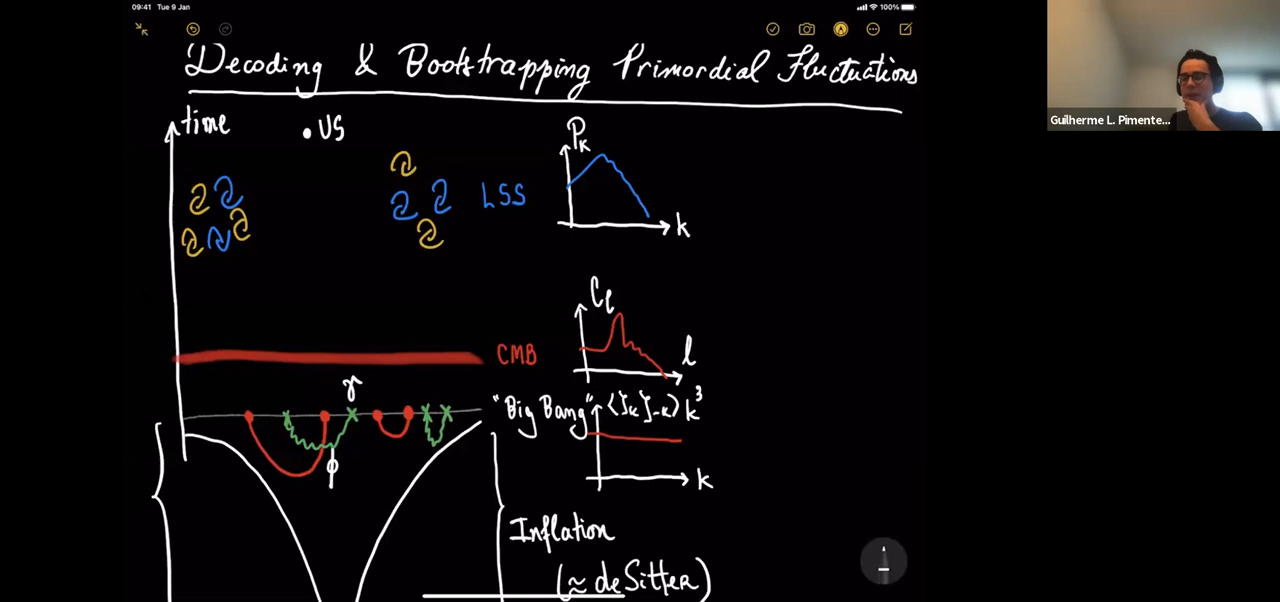 09:41 Tue 9 Jan
100%
Decoding & Bootstrapping Primordial Fluctuations
time
• US
P_k
LSS
k
C_l
CMB
l
γ
"Big Bang"
⟨ζ_k ζ_-k⟩ k³
ϕ
k
Inflation
(≈ de Sitter)
Guilherme L. Pimente...